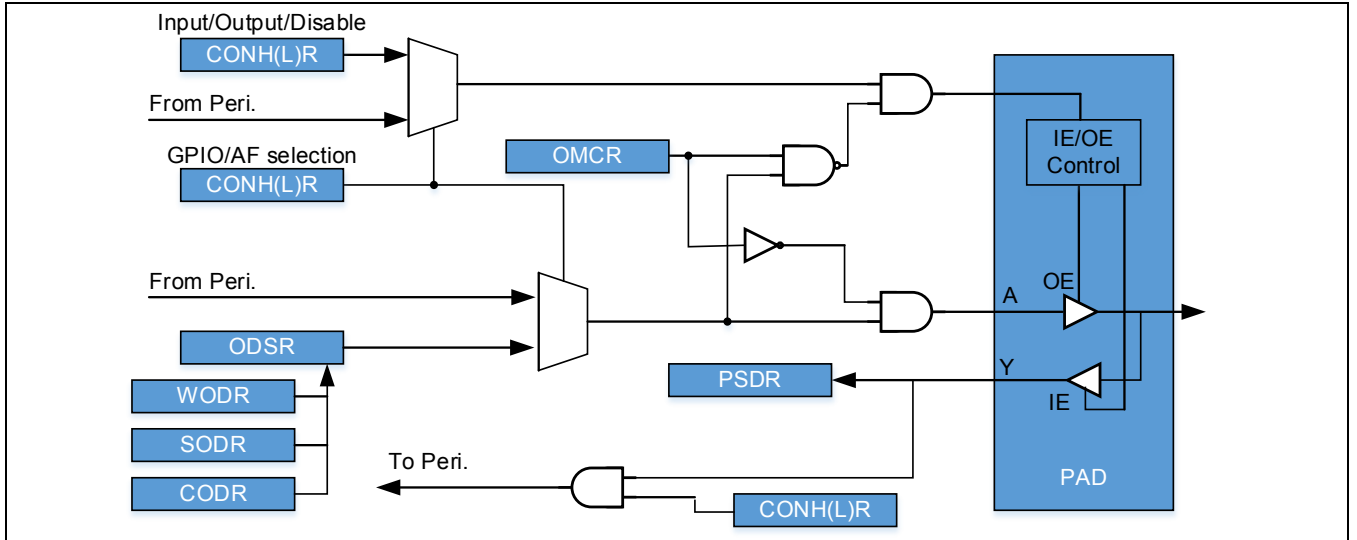 Input/Output/Disable
CONH(L)R
From Peri.
GPIO/AF selection
CONH(L)R
OMCR
IE/OE
Control
From Peri.
A
OE
ODSR
PSDR
Y
IE
WODR
SODR
CODR
To Peri.
CONH(L)R
PAD